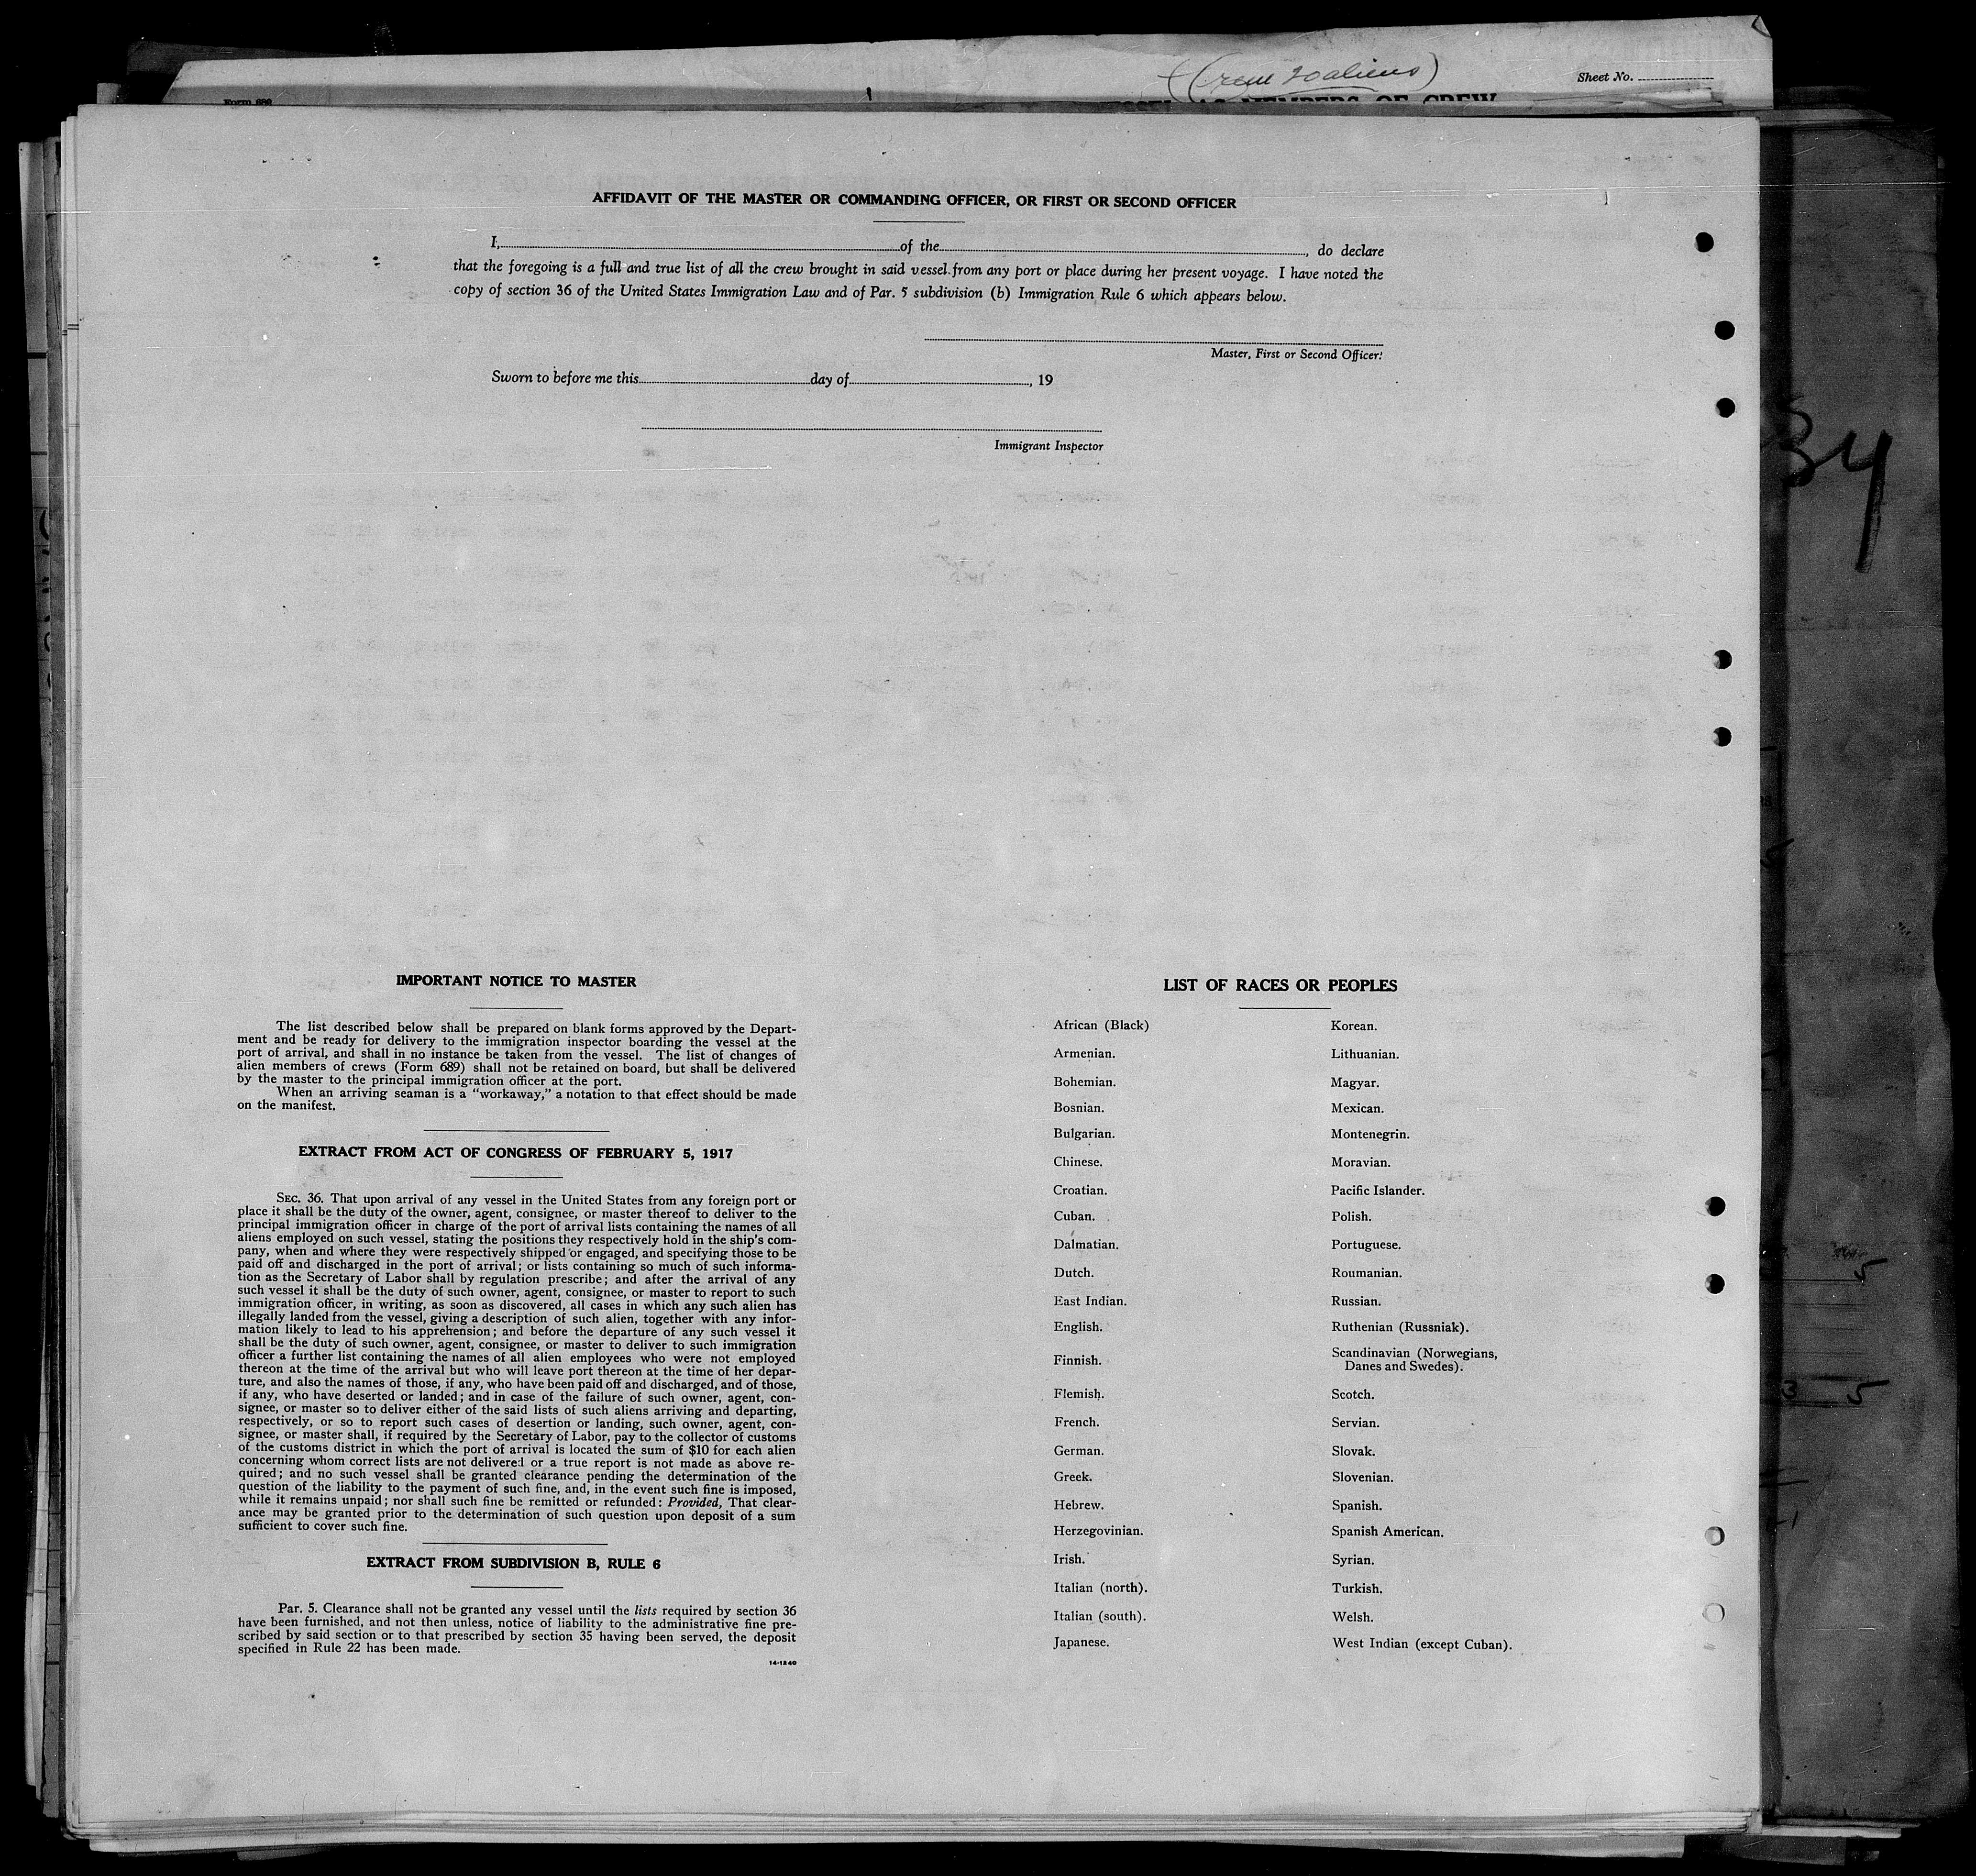 Sheet No.
Form 689
AS MEMBERS OF CREW
34
AFFIDAVIT OF THE MASTER OR COMMANDING OFFICER, OR FIRST OR SECOND OFFICER
I, of the , do declare
that the foregoing is a full and true list of all the crew brought in said vessel from any port or place during her present voyage. I have noted the
copy of section 36 of the United States Immigration Law and of Par. 5 subdivision (b) Immigration Rule 6 which appears below.
Master, First or Second Officer.
Sworn to before me this day of , 19
Immigrant Inspector
IMPORTANT NOTICE TO MASTER
The list described below shall be prepared on blank forms approved by the Depart-
ment and be ready for delivery to the immigration inspector boarding the vessel at the
port of arrival, and shall in no instance be taken from the vessel. The list of changes of
alien members of crews (Form 689) shall not be retained on board, but shall be delivered
by the master to the principal immigration officer at the port.
When an arriving seaman is a "workaway," a notation to that effect should be made
on the manifest.
EXTRACT FROM ACT OF CONGRESS OF FEBRUARY 5, 1917
SEC. 36. That upon arrival of any vessel in the United States from any foreign port or
place it shall be the duty of the owner, agent, consignee, or master thereof to deliver to the
principal immigration officer in charge of the port of arrival lists containing the names of all
aliens employed on such vessel, stating the positions they respectively hold in the ship's com-
pany, when and where they were respectively shipped or engaged, and specifying those to be
paid off and discharged in the port of arrival; or lists containing so much of such informa-
tion as the Secretary of Labor shall by regulation prescribe; and after the arrival of any
such vessel it shall be the duty of such owner, agent, consignee, or master to report to such
immigration officer, in writing, as soon as discovered, all cases in which any such alien has
illegally landed from the vessel, giving a description of such alien, together with any infor-
mation likely to lead to his apprehension; and before the departure of any such vessel it
shall be the duty of such owner, agent, consignee, or master to deliver to such immigration
officer a further list containing the names of all alien employees who were not employed
thereon at the time of the arrival but who will leave port thereon at the time of her depar-
ture, and also the names of those, if any, who have been paid off and discharged, and of those,
if any, who have deserted or landed; and in case of the failure of such owner, agent, con-
signee, or master so to deliver either of the said lists of such aliens arriving and departing,
respectively, or so to report such cases of desertion or landing, such owner, agent, con-
signee, or master shall, if required by the Secretary of Labor, pay to the collector of customs
of the customs district in which the port of arrival is located the sum of $10 for each alien
concerning whom correct lists are not delivered or a true report is not made as above re-
quired; and no such vessel shall be granted clearance pending the determination of the
question of the liability to the payment of such fine, and, in the event such fine is imposed,
while it remains unpaid; nor shall such fine be remitted or refunded: Provided, That clear-
ance may be granted prior to the determination of such question upon deposit of a sum
sufficient to cover such fine.
EXTRACT FROM SUBDIVISION B, RULE 6
Par. 5. Clearance shall not be granted any vessel until the lists required by section 36
have been furnished, and not then unless, notice of liability to the administrative fine pre-
scribed by said section or to that prescribed by section 35 having been served, the deposit
specified in Rule 22 has been made.
14-1240
LIST OF RACES OR PEOPLES
African (Black)
Armenian.
Bohemian.
Bosnian.
Bulgarian.
Chinese.
Croatian.
Cuban.
Dalmatian.
Dutch.
East Indian.
English.
Finnish.
Flemish.
French.
German.
Greek.
Hebrew.
Herzegovinian.
Irish.
Italian (north).
Italian (south).
Japanese.
Korean.
Lithuanian.
Magyar.
Mexican.
Montenegrin.
Moravian.
Pacific Islander.
Polish.
Portuguese.
Roumanian.
Russian.
Ruthenian (Russniak).
Scandinavian (Norwegians,
Danes and Swedes).
Scotch.
Servian.
Slovak.
Slovenian.
Spanish.
Spanish American.
Syrian.
Turkish.
Welsh.
West Indian (except Cuban).
5
3 5